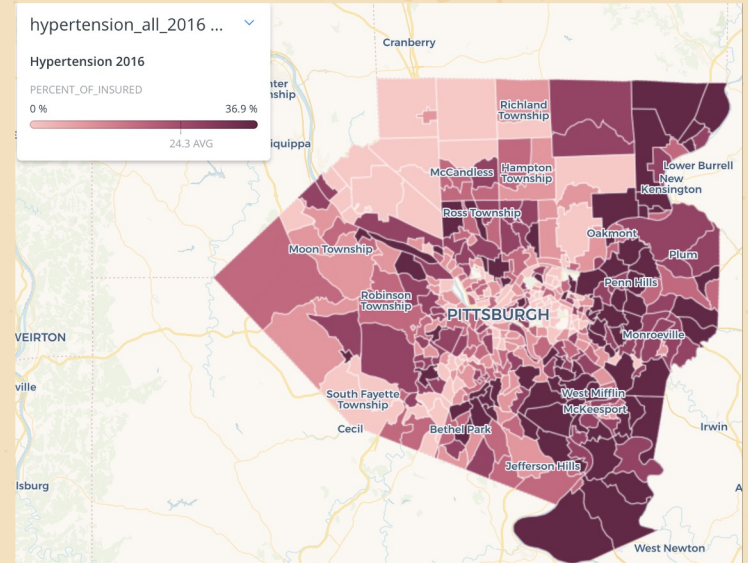 hypertension_all_2016 ...
Hypertension 2016
PERCENT_OF_INSURED
0 %
36.9 %
24.3 AVG
Cranberry
Richland
Township
McCandless
Hampton
Township
Lower Burrell
New
Kensington
Ross Township
Oakmont
Moon Township
Plum
Penn Hills
Robinson
Township
PITTSBURGH
Monroeville
South Fayette
Township
West Mifflin
McKeesport
Cecil
Bethel Park
Irwin
Jefferson Hills
West Newton